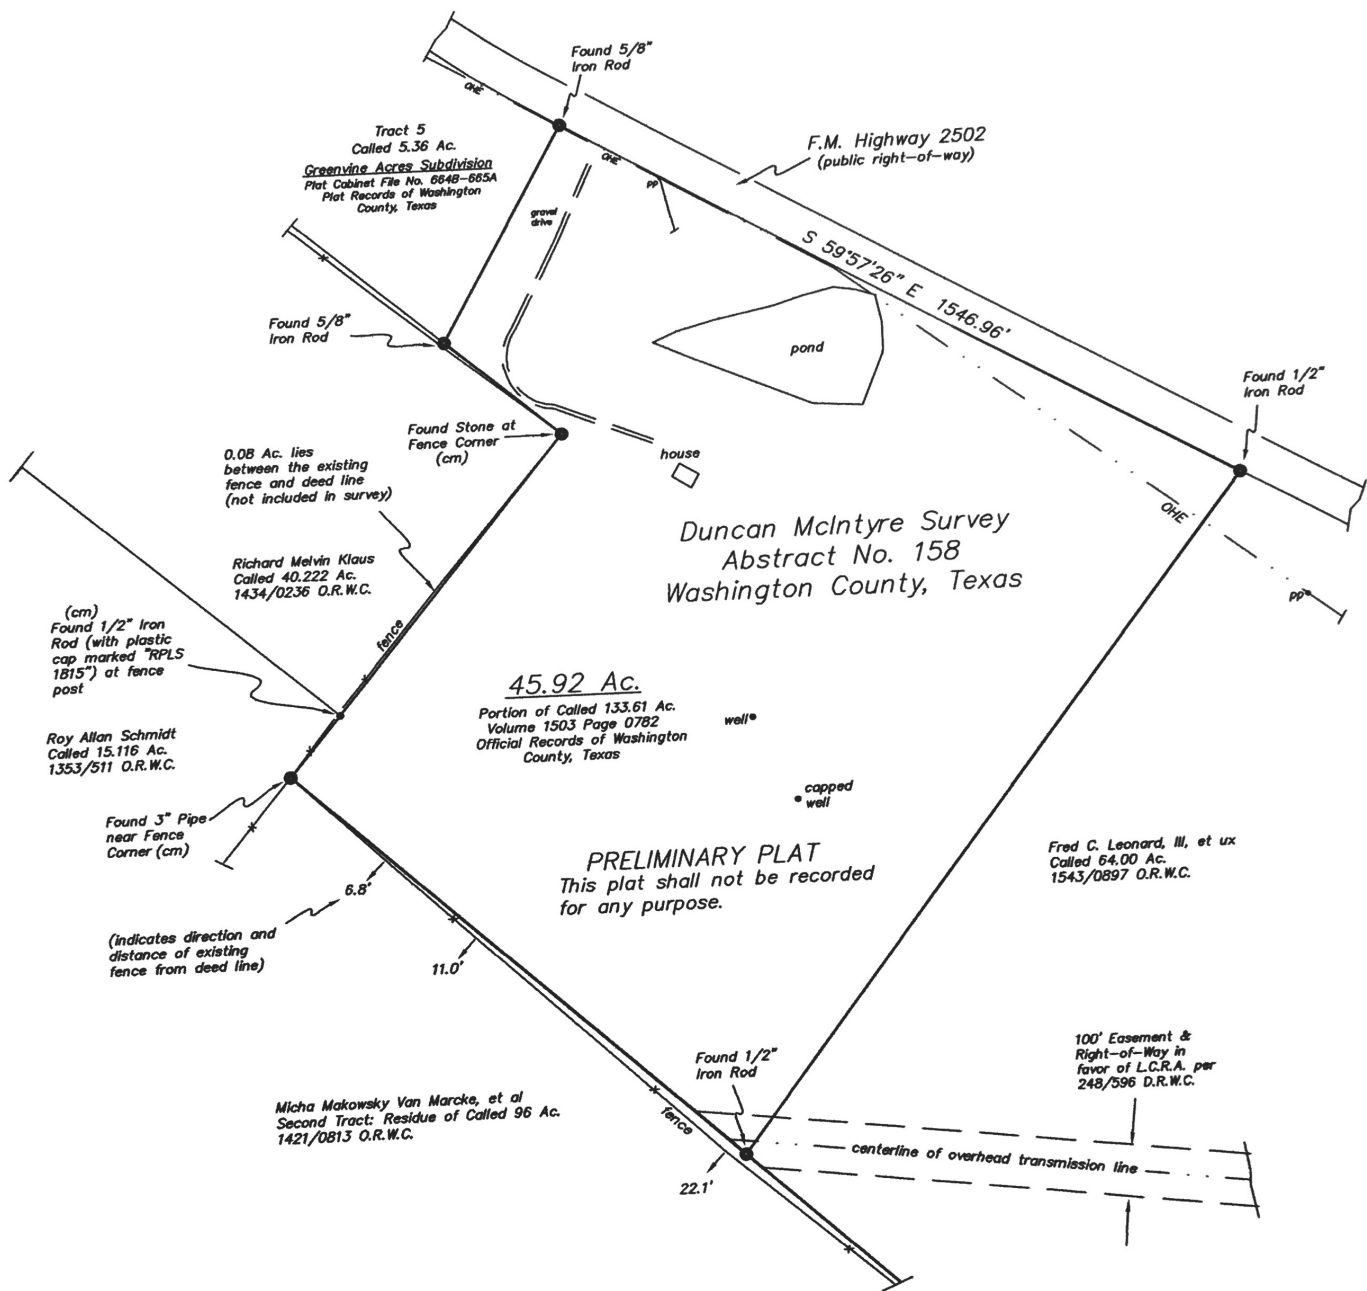 Found 5/8"
Iron Rod
OHE
Tract 5
Called 5.36 Ac.
Greenvine Acres Subdivision
Plat Cabinet File No. 664B-665A
Plat Records of Washington
County, Texas
F.M. Highway 2502
(public right-of-way)
OHE
PP
gravel
drive
S 59°57'26" E 1546.96'
Found 5/8"
Iron Rod
pond
Found 1/2"
Iron Rod
Found Stone at
Fence Corner
(cm)
house
0.08 Ac. lies
between the existing
fence and deed line
(not included in survey)
Duncan McIntyre Survey
Abstract No. 158
Washington County, Texas
OHE
PP
Richard Melvin Klaus
Called 40.222 Ac.
1434/0236 O.R.W.C.
(cm)
Found 1/2" Iron
Rod (with plastic
cap marked "RPLS
1815") at fence
post
fence
45.92 Ac.
Portion of Called 133.61 Ac.
Volume 1503 Page 0782
Official Records of Washington
County, Texas
well
Roy Allan Schmidt
Called 15.116 Ac.
1353/511 O.R.W.C.
capped
well
Found 3" Pipe
near Fence
Corner (cm)
PRELIMINARY PLAT
This plat shall not be recorded
for any purpose.
Fred C. Leonard, III, et ux
Called 64.00 Ac.
1543/0897 O.R.W.C.
6.8'
(indicates direction and
distance of existing
fence from deed line)
11.0'
Found 1/2"
Iron Rod
100' Easement &
Right-of-Way in
favor of L.C.R.A. per
248/596 D.R.W.C.
Micha Makowsky Van Marcke, et al
Second Tract: Residue of Called 96 Ac.
1421/0813 O.R.W.C.
fence
centerline of overhead transmission line
22.1'